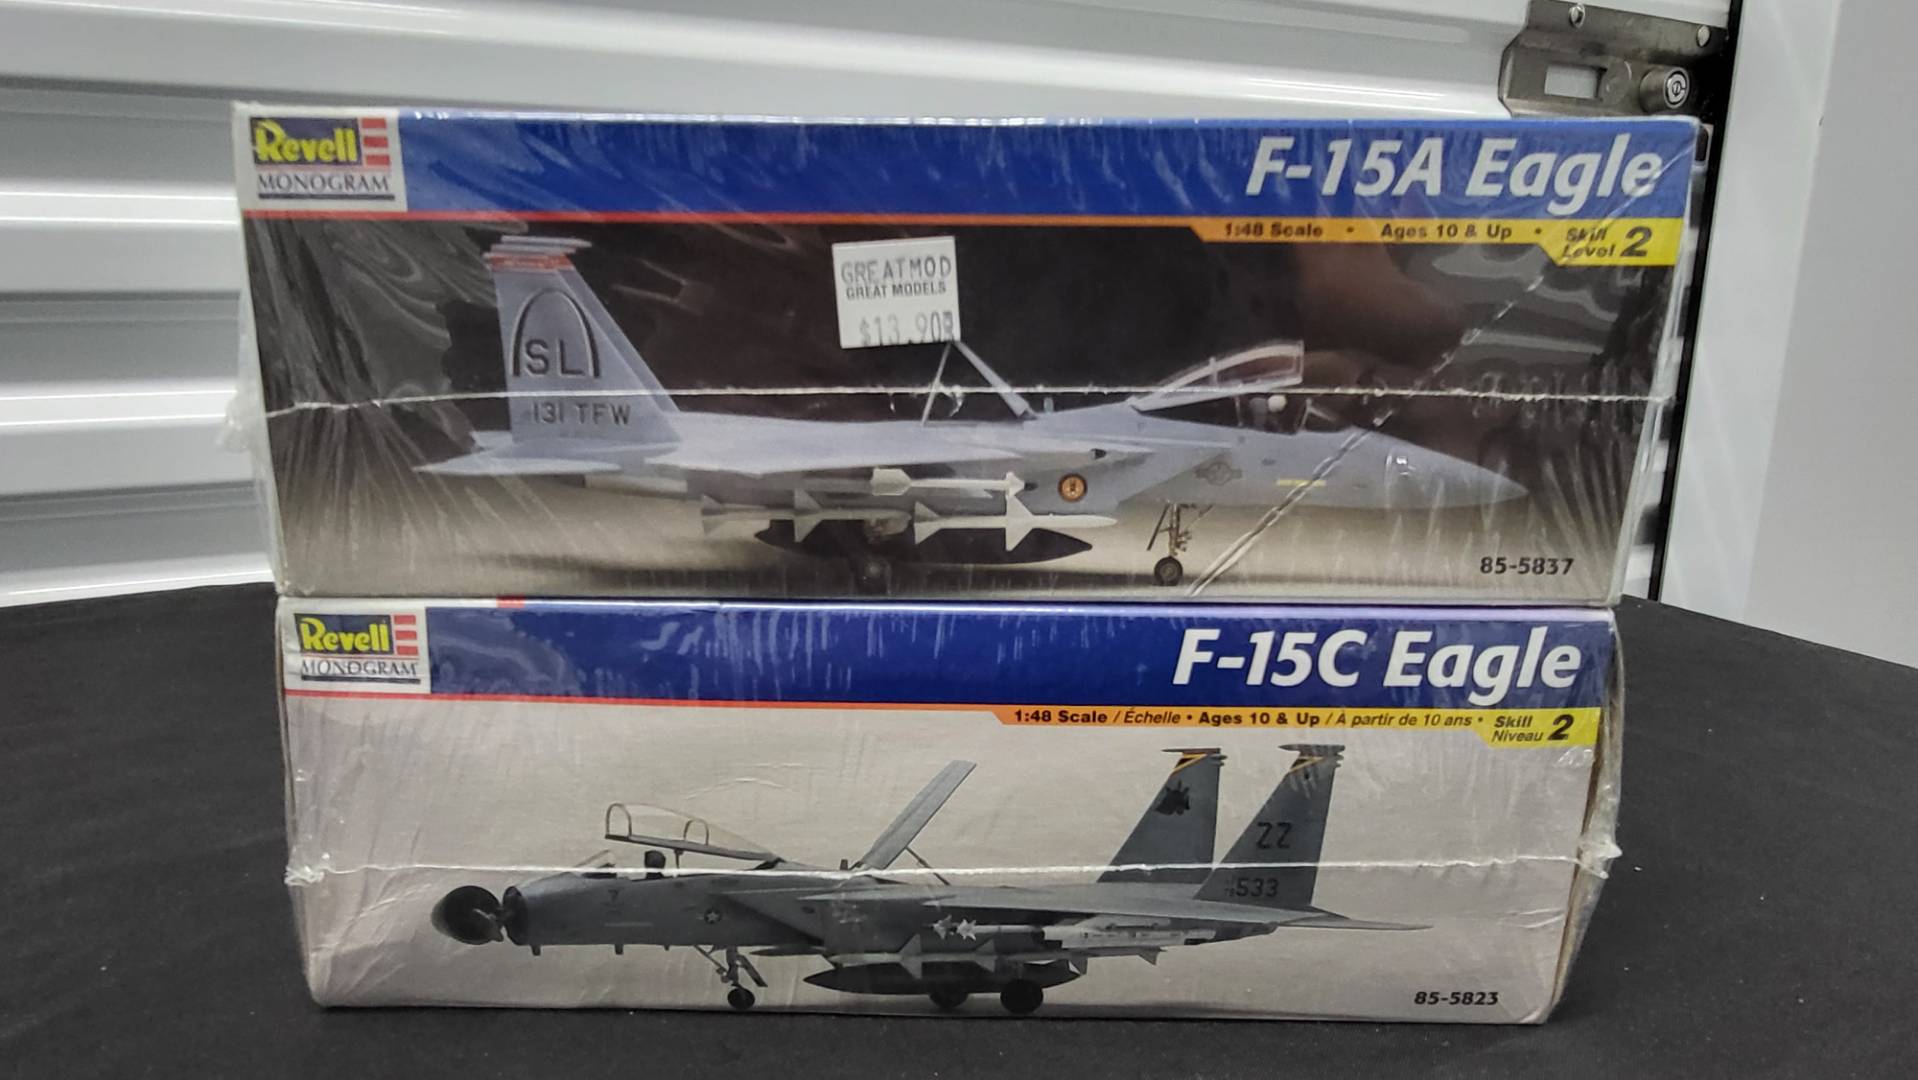 Revell
MONOGRAM
F-15A Eagle
1:48 Scale • Ages 10 & Up • Skill Level 2
GREATMOD
GREAT MODELS
$13.90
SL
131 TFW
85-5837
Revell
MONOGRAM
F-15C Eagle
1:48 Scale / Échelle • Ages 10 & Up / À partir de 10 ans • Skill Niveau 2
ZZ
533
85-5823